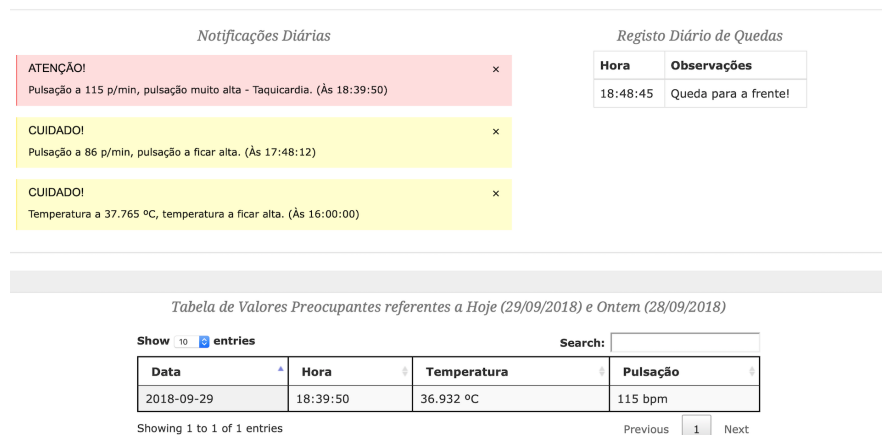 Notificações Diárias
ATENÇÃO! ×
Pulsação a 115 p/min, pulsação muito alta - Taquicardia. (Às 18:39:50)
CUIDADO! ×
Pulsação a 86 p/min, pulsação a ficar alta. (Às 17:48:12)
CUIDADO! ×
Temperatura a 37.765 ºC, temperatura a ficar alta. (Às 16:00:00)
Registo Diário de Quedas
Hora Observações
18:48:45 Queda para a frente!
Tabela de Valores Preocupantes referentes a Hoje (29/09/2018) e Ontem (28/09/2018)
Show 10 entries Search:
Data Hora Temperatura Pulsação
2018-09-29 18:39:50 36.932 ºC 115 bpm
Showing 1 to 1 of 1 entries Previous 1 Next